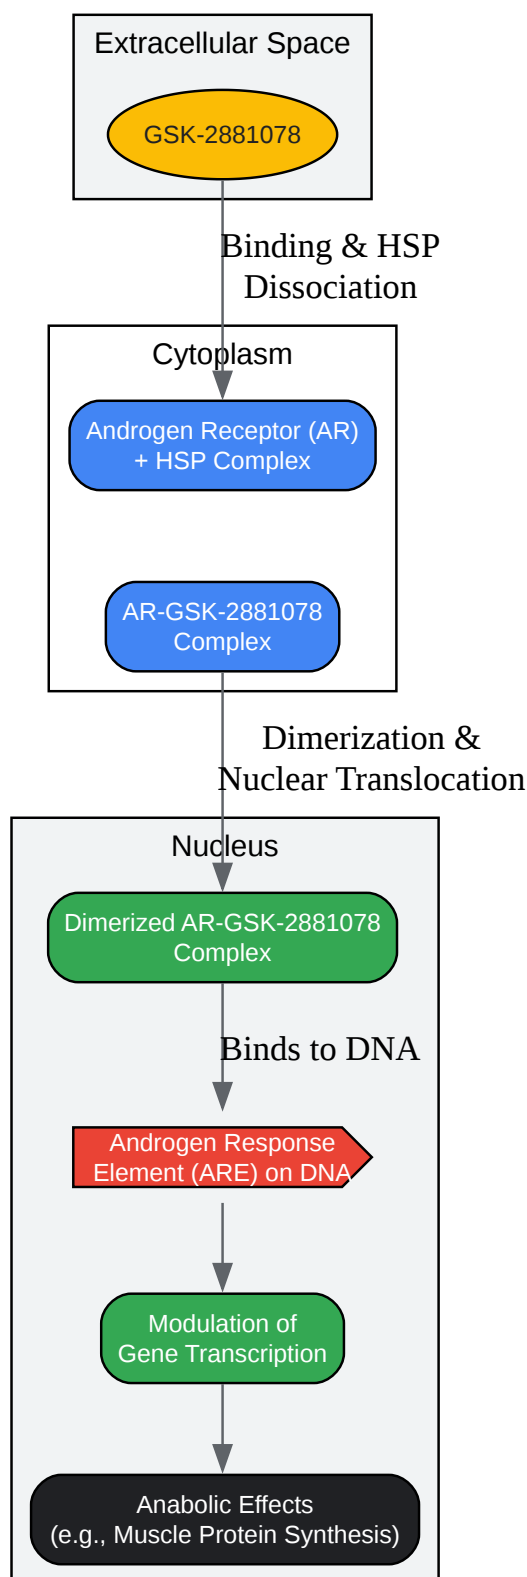 Extracellular Space
GSK-2881078
Binding & HSP
Dissociation
Cytoplasm
Androgen Receptor (AR)
+ HSP Complex
AR-GSK-2881078
Complex
Dimerization &
Nuclear Translocation
Nucleus
Dimerized AR-GSK-2881078
Complex
Binds to DNA
Androgen Response
Element (ARE) on DNA
Modulation of
Gene Transcription
Anabolic Effects
(e.g., Muscle Protein Synthesis)